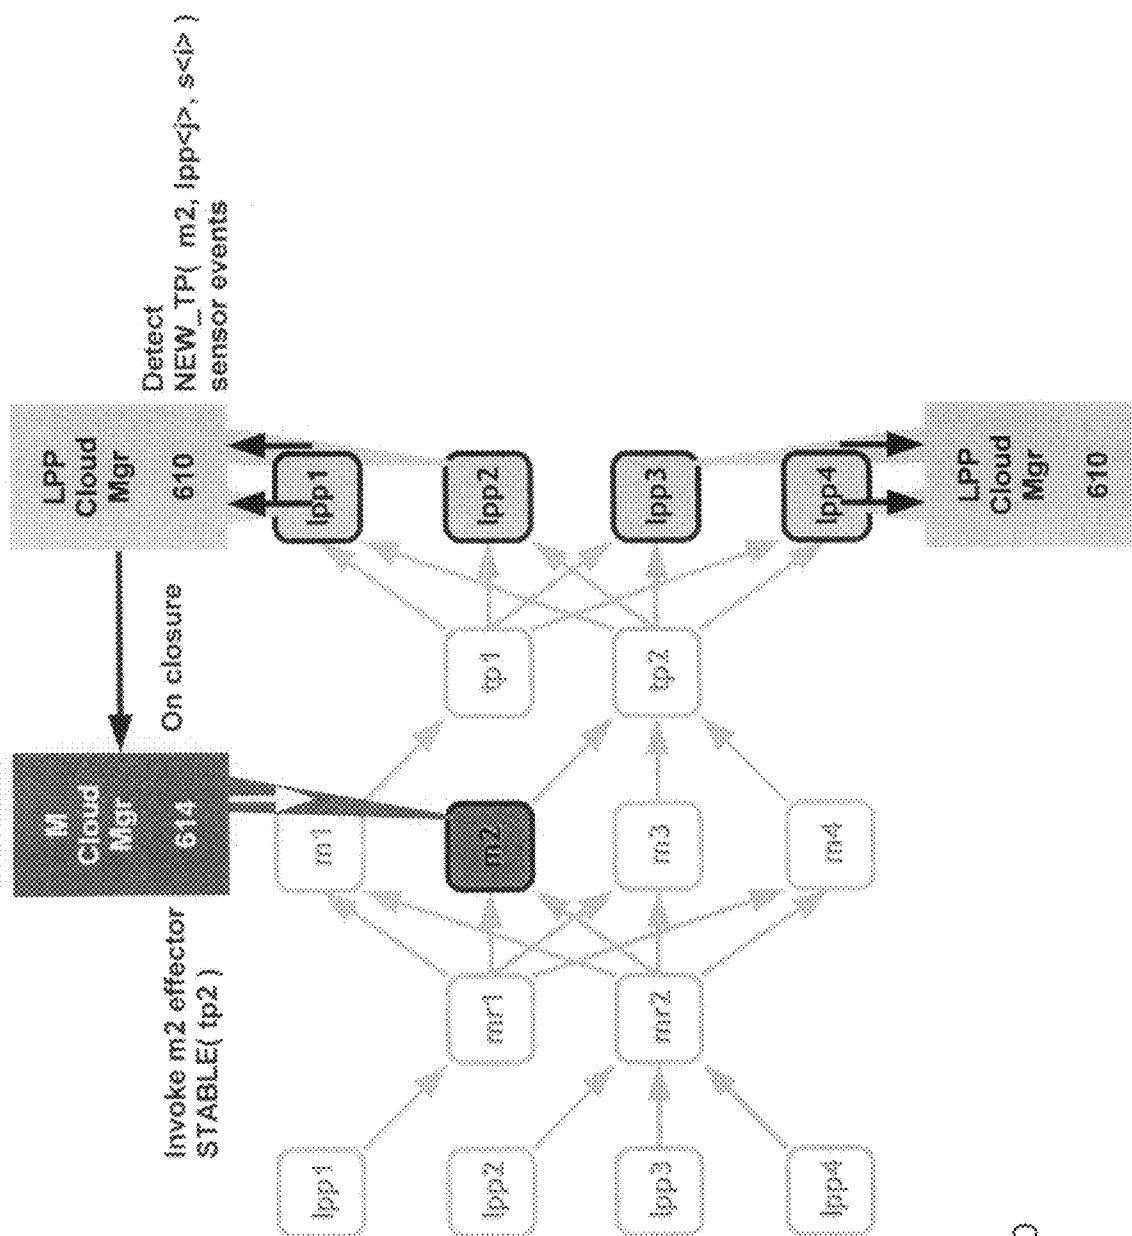 Invoke m2 effector
STABLE( tp2 )
M
Cloud
Mgr
614
On closure
LPP
Cloud
Mgr
610
Detect
NEW_TP( m2, lpp<j>, s<i> )
sensor events
lpp1
m1
lpp1
mr1
m2
tp1
lpp2
lpp2
mr2
m3
tp2
lpp3
lpp3
m4
lpp4
lpp4
LPP
Cloud
Mgr
610